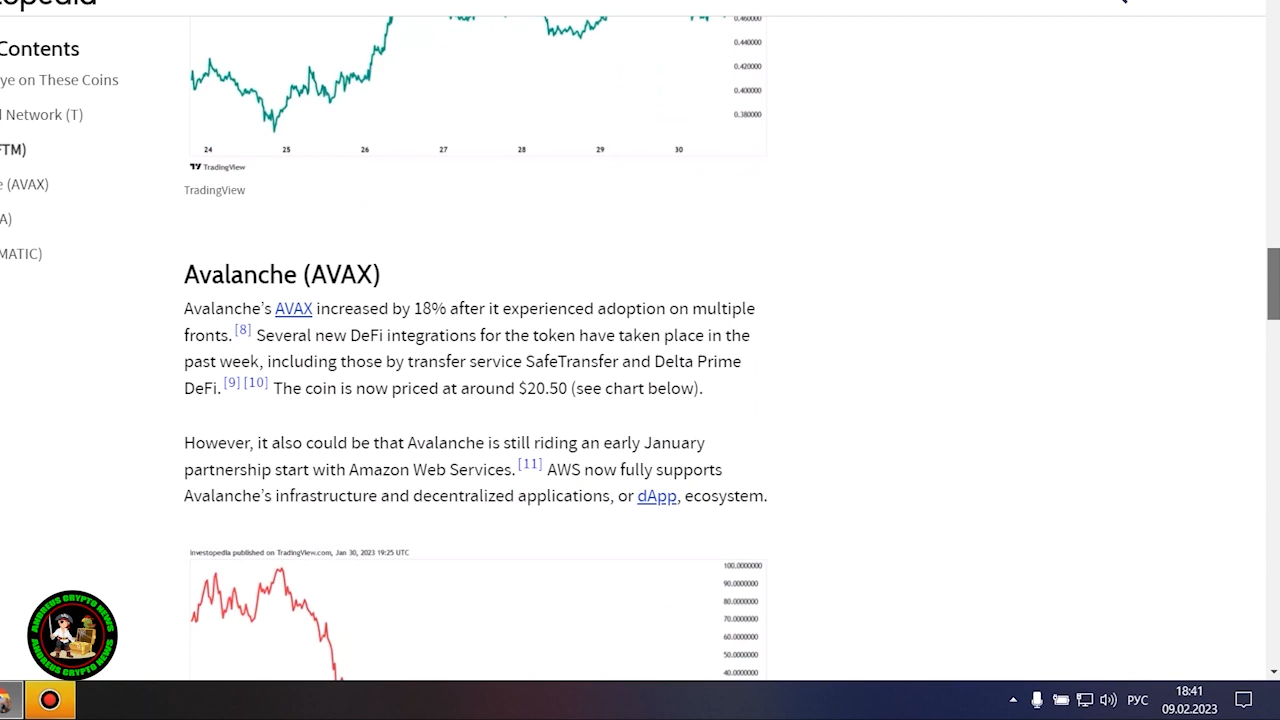 opedia
Contents
ye on These Coins
l Network (T)
FTM)
e (AVAX)
A)
MATIC)
0.460000
0.440000
0.420000
0.400000
0.380000
24 25 26 27 28 29 30
TradingView
TradingView
Avalanche (AVAX)
Avalanche's AVAX increased by 18% after it experienced adoption on multiple
fronts. [8] Several new DeFi integrations for the token have taken place in the
past week, including those by transfer service SafeTransfer and Delta Prime
DeFi. [9] [10] The coin is now priced at around $20.50 (see chart below).
However, it also could be that Avalanche is still riding an early January
partnership start with Amazon Web Services. [11] AWS now fully supports
Avalanche's infrastructure and decentralized applications, or dApp, ecosystem.
Investopedia published on TradingView.com, Jan 30, 2023 19:25 UTC
100.0000000
90.0000000
80.0000000
70.0000000
60.0000000
50.0000000
40.0000000
ANDREUS CRYPTO NEWS
ANDREUS CRYPTO NEWS
РУС
18:41
09.02.2023